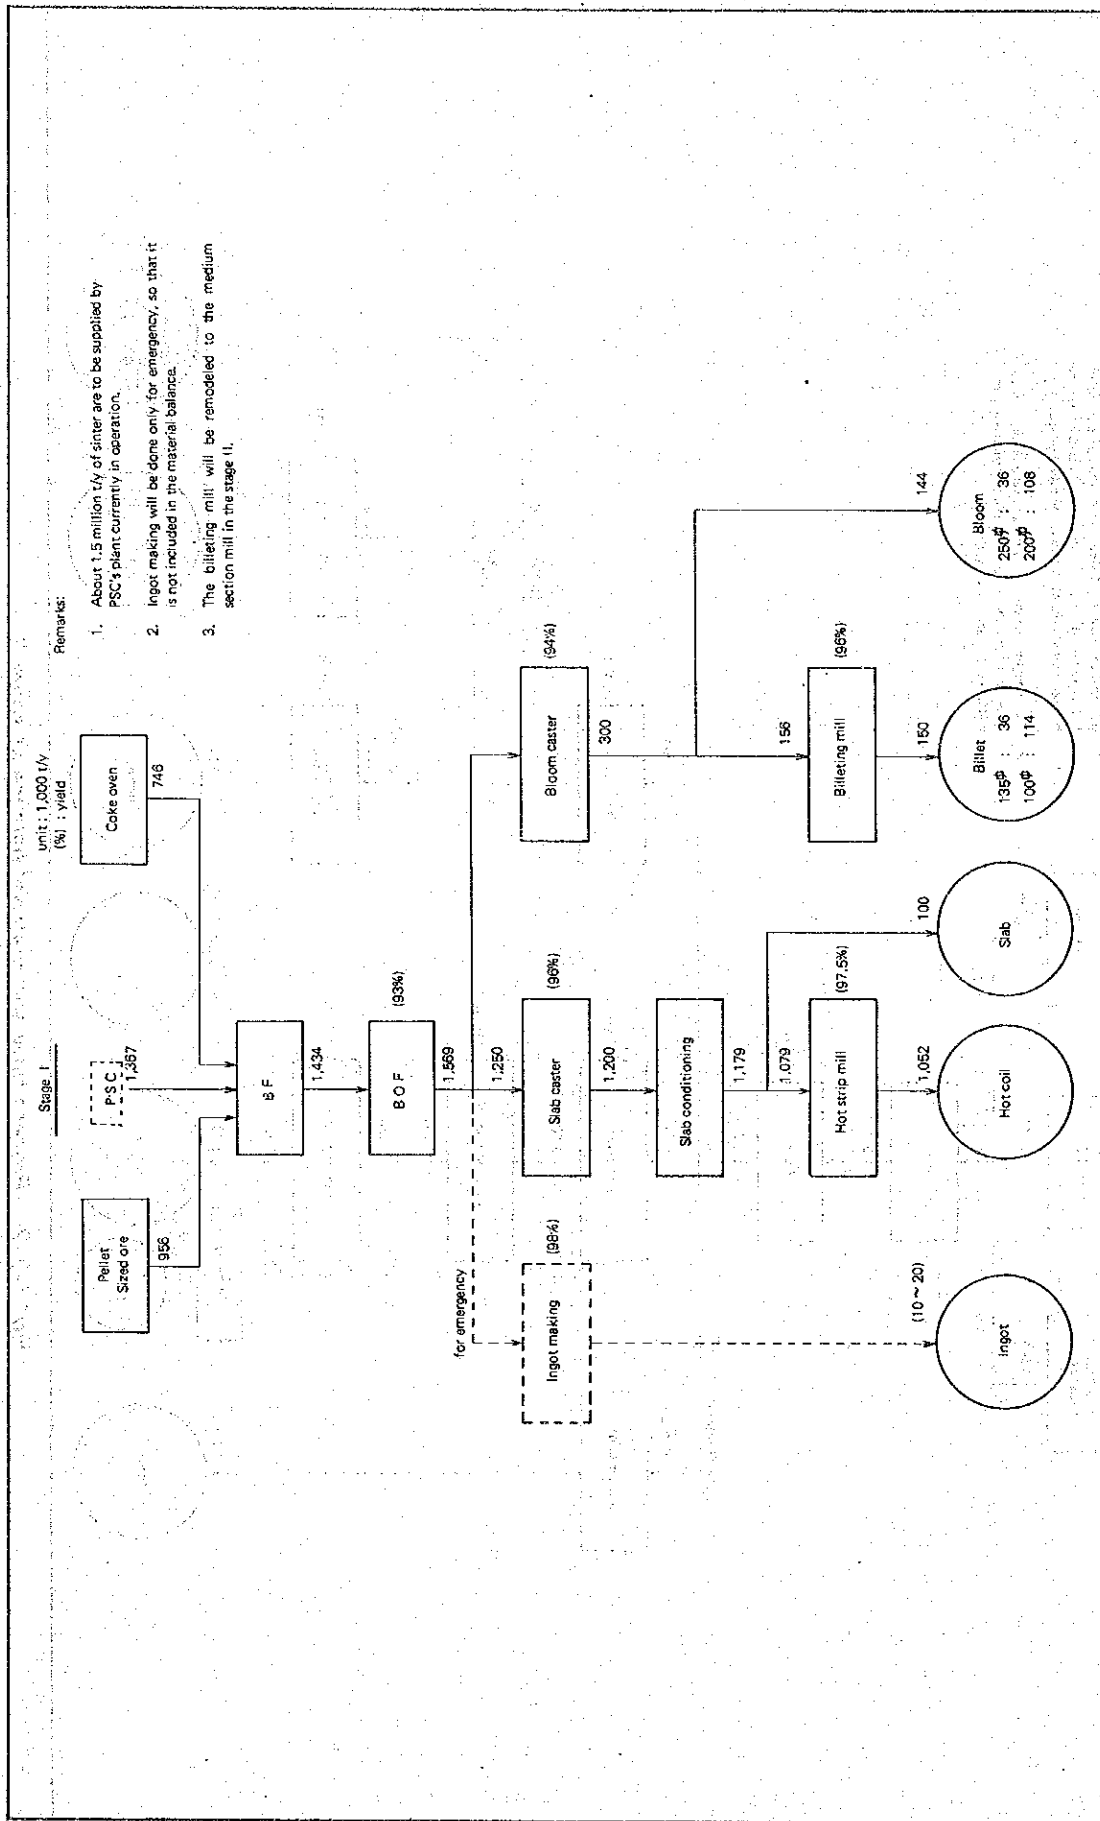 Stage I
unit : 1,000 t/y
(%) : yield
Pellet
Sized ore
956
PSC
1,367
Coke oven
746
Remarks:
1. About 1.5 million t/y of sinter are to be supplied by
PSC's plant currently in operation.
2. Ingot making will be done only for emergency, so that it
is not included in the material balance.
3. The billeting mill will be remodeled to the medium
section mill in the stage II.
B F
1,434
B O F
(93%)
1,569
for emergency
1,250
Ingot making
(98%)
Slab caster
(96%)
Bloom caster
(94%)
1,200
300
Slab conditioning
1,179
1,079
156
Hot strip mill
(97.5%)
Billeting mill
(96%)
(10 ~ 20)
1,052
100
150
144
Ingot
Hot coil
Slab
Billet
135ᶲ : 36
100ᶲ : 114
Bloom
250ᶲ : 36
200ᶲ : 108